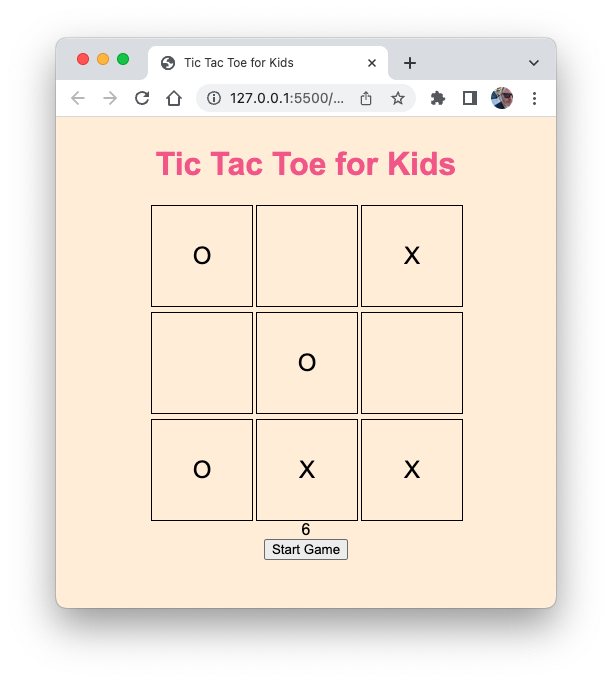 Tic Tac Toe for Kids
127.0.0.1:5500/...
Tic Tac Toe for Kids
O X
O
O X X
6
Start Game